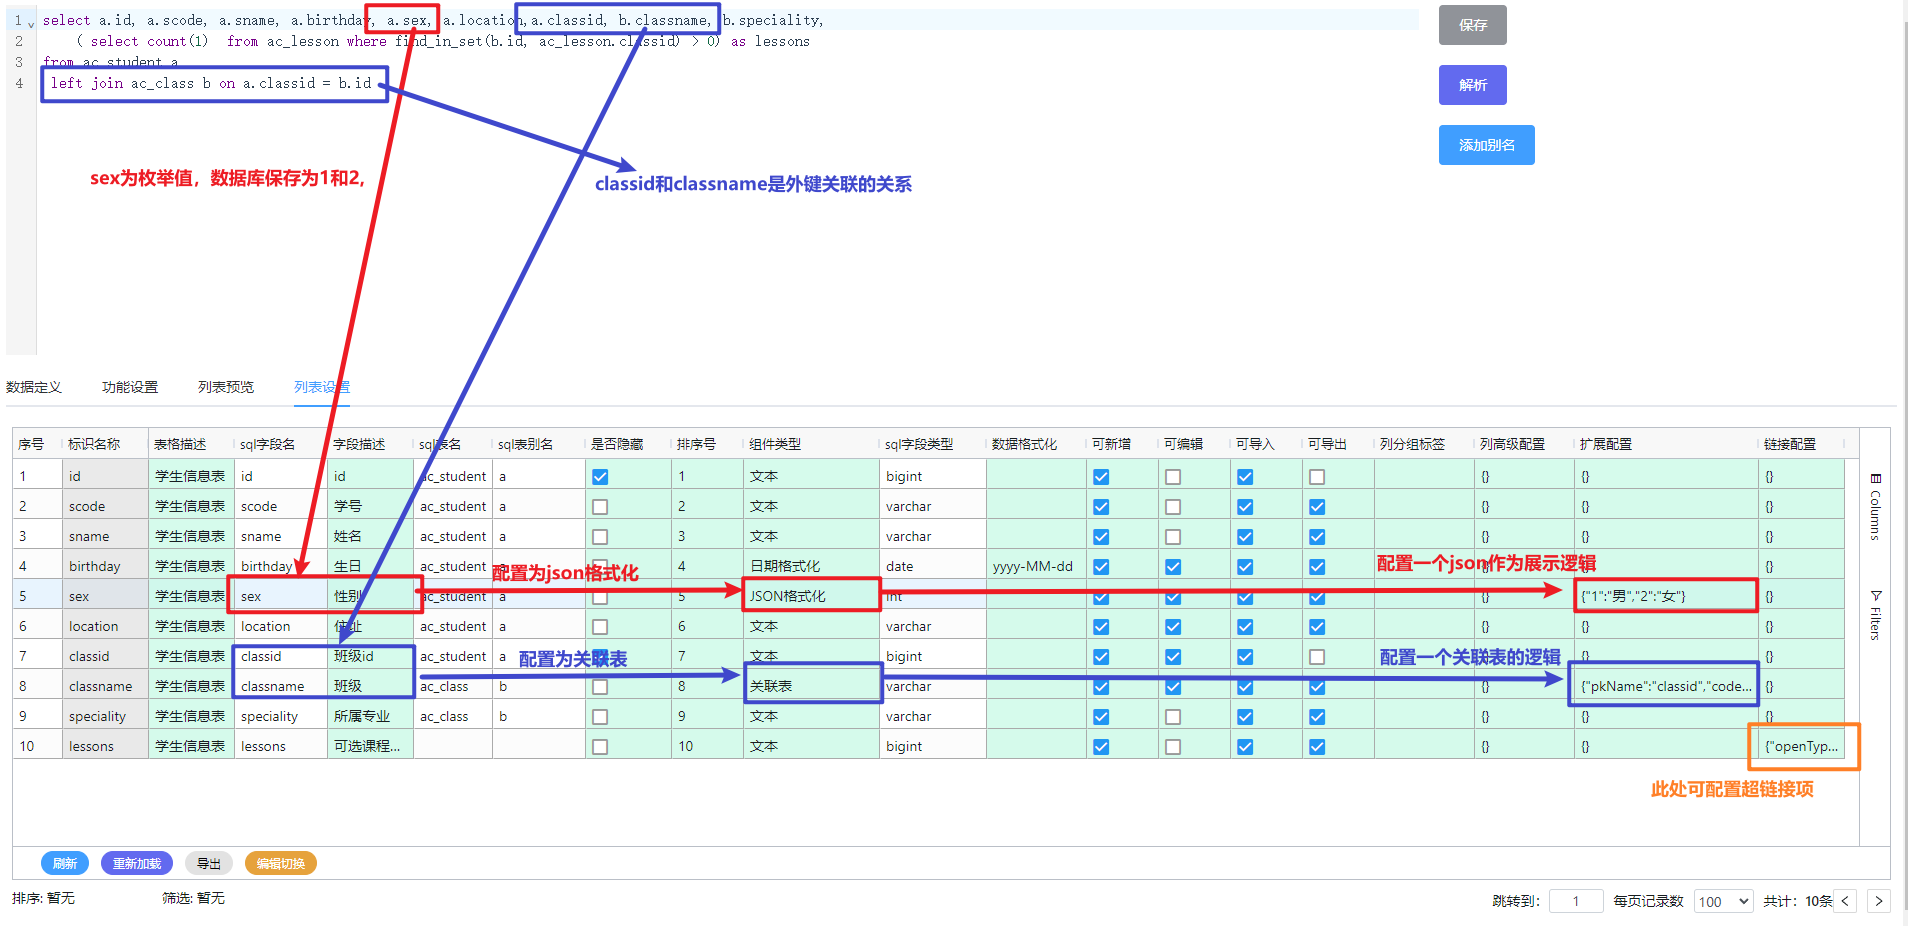 1 select a.id, a.scode, a.sname, a.birthday, a.sex, a.location,a.classid, b.classname, b.speciality,
2 ( select count(1) from ac_lesson where find_in_set(b.id, ac_lesson.classid) > 0) as lessons
3 from ac_student a
4 left join ac_class b on a.classid = b.id
保存
解析
添加别名
sex为枚举值，数据库保存为1和2,
classid和classname是外键关联的关系
数据定义 功能设置 列表预览 列表设置
序号 标识名称 表格描述 sql字段名 字段描述 sql表名 sql表别名 是否隐藏 排序号 组件类型 sql字段类型 数据格式化 可新增 可编辑 可导入 可导出 列分组标签 列高级配置 扩展配置 链接配置
1 id 学生信息表 id id ac_student a 1 文本 bigint {} {} {}
2 scode 学生信息表 scode 学号 ac_student a 2 文本 varchar {} {} {}
3 sname 学生信息表 sname 姓名 ac_student a 3 文本 varchar {} {} {}
4 birthday 学生信息表 birthday 生日 ac_student 4 日期格式化 date yyyy-MM-dd {}
配置为json格式化
配置一个json作为展示逻辑
5 sex 学生信息表 sex 性别 ac_student a 5 JSON格式化 int {} {"1":"男","2":"女"} {}
6 location 学生信息表 location 住址 ac_student a 6 文本 varchar {} {} {}
7 classid 学生信息表 classid 班级id ac_student a 7 文本 bigint {} {} {}
配置为关联表
配置一个关联表的逻辑
8 classname 学生信息表 classname 班级 ac_class b 8 关联表 varchar {} {"pkName":"classid","code... {}
9 speciality 学生信息表 speciality 所属专业 ac_class b 9 文本 varchar {} {} {}
10 lessons 学生信息表 lessons 可选课程... 10 文本 bigint {} {} {"openTyp...
Columns
Filters
此处可配置超链接项
刷新 重新加载 导出 编辑切换
排序: 暂无 筛选: 暂无
跳转到: 1 每页记录数 100 共计: 10条 < >